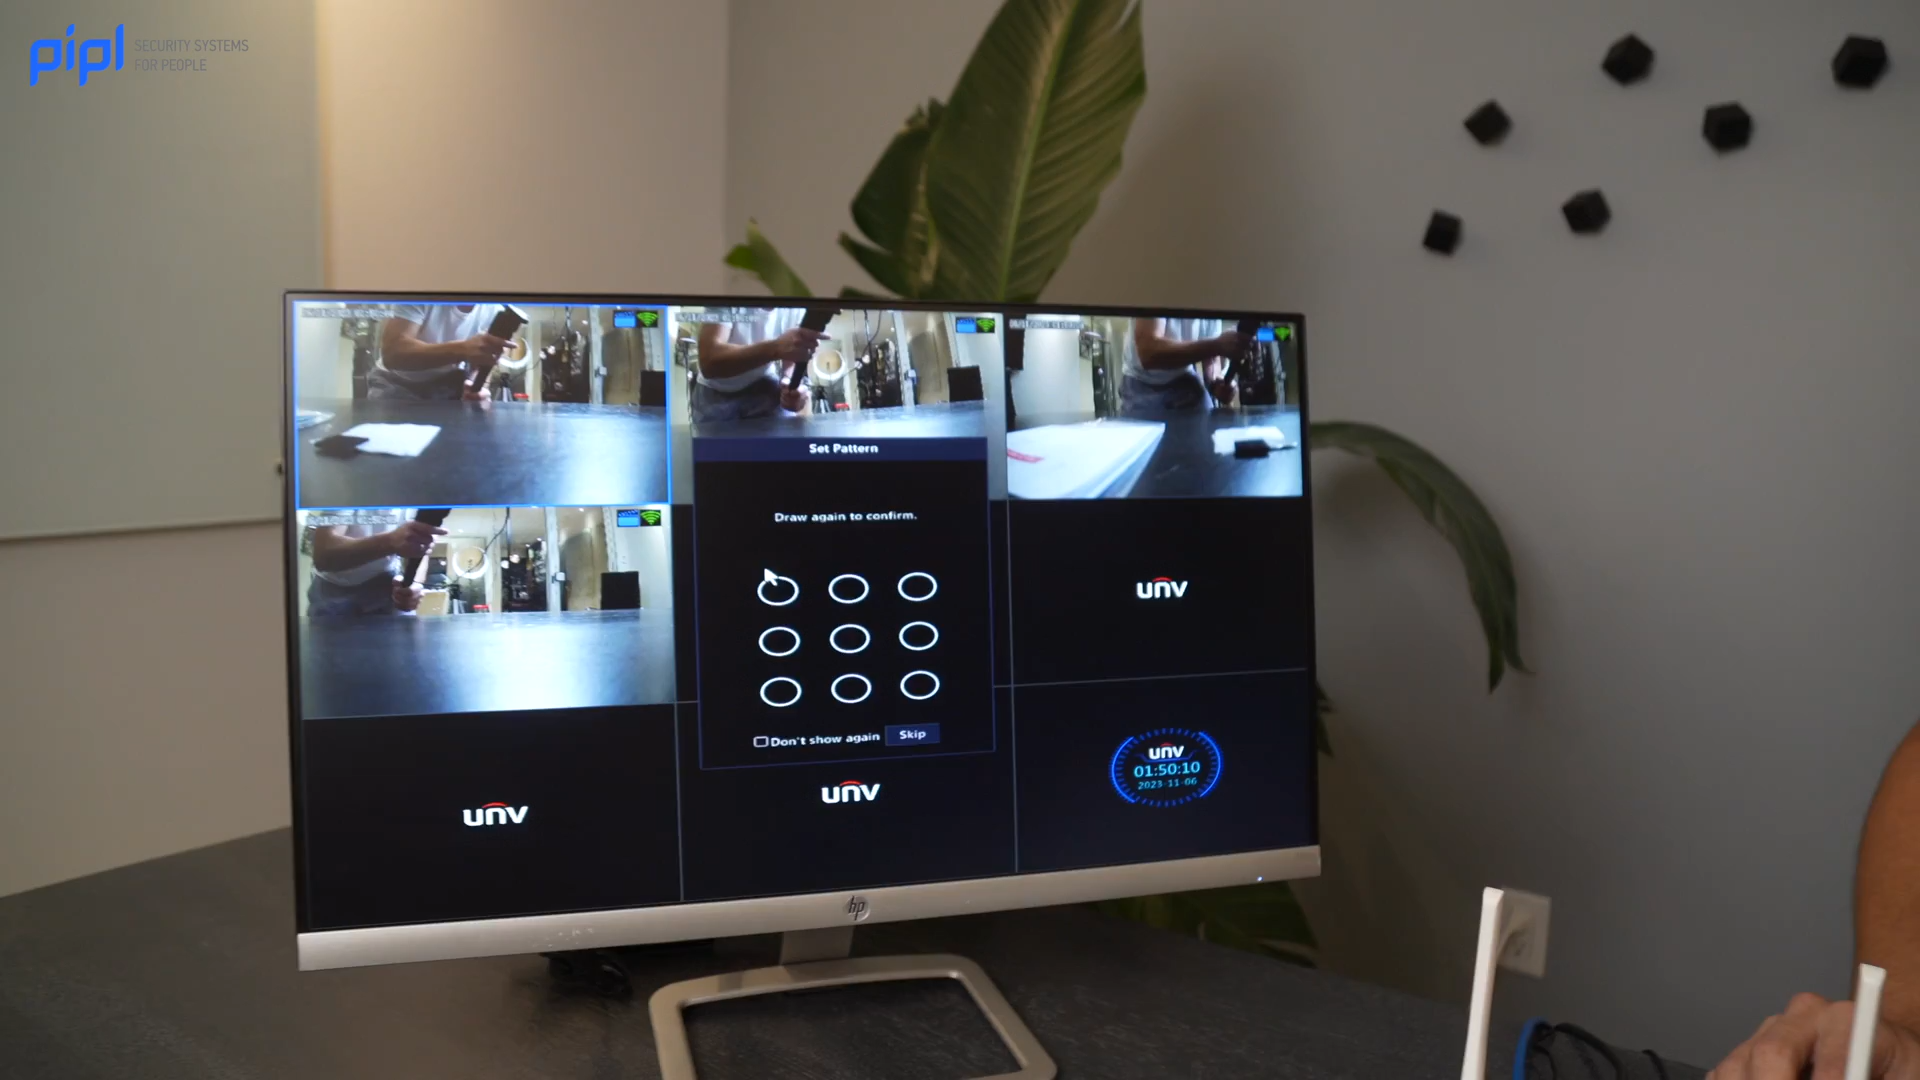 pipl
SECURITY SYSTEMS
FOR PEOPLE
Set Pattern
Draw again to confirm.
Don't show again
Skip
unv
unv
unv
unv
01:50:10
2023-11-06
hp